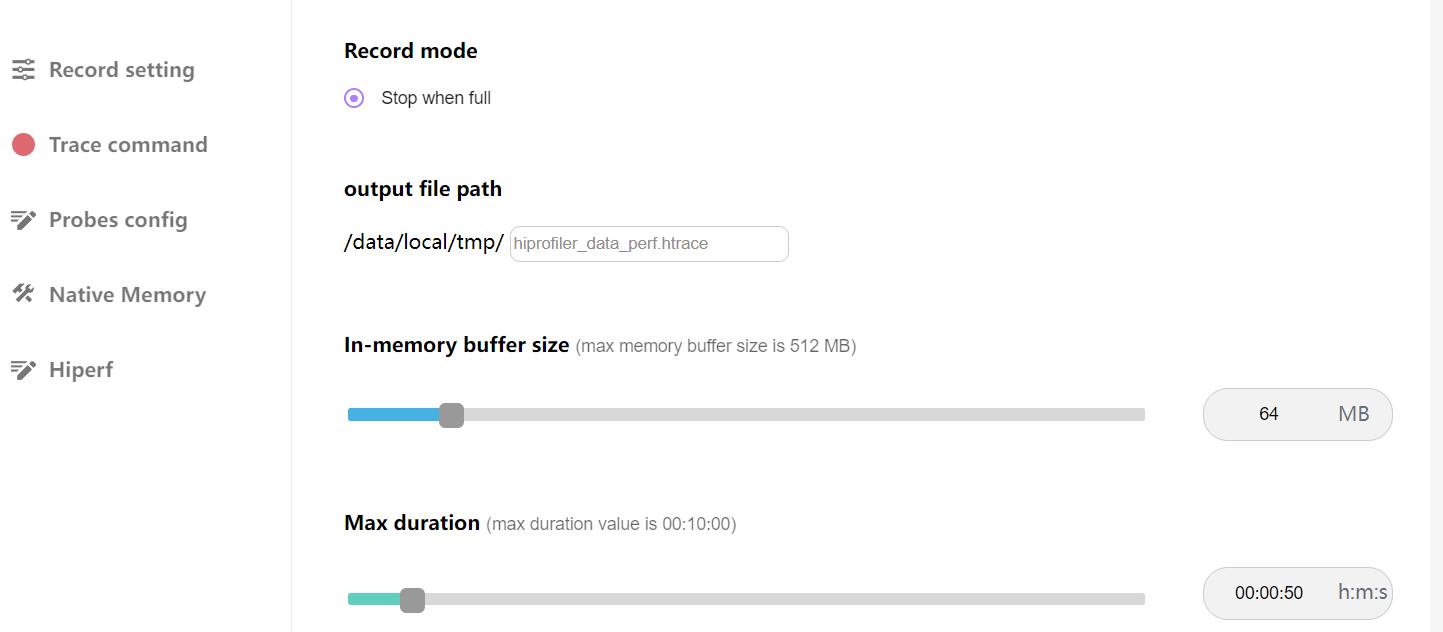 Record setting
Trace command
Probes config
Native Memory
Hiperf
Record mode
Stop when full
output file path
/data/local/tmp/ hiprofiler_data_perf.htrace
In-memory buffer size (max memory buffer size is 512 MB)
64 MB
Max duration (max duration value is 00:10:00)
00:00:50 h:m:s